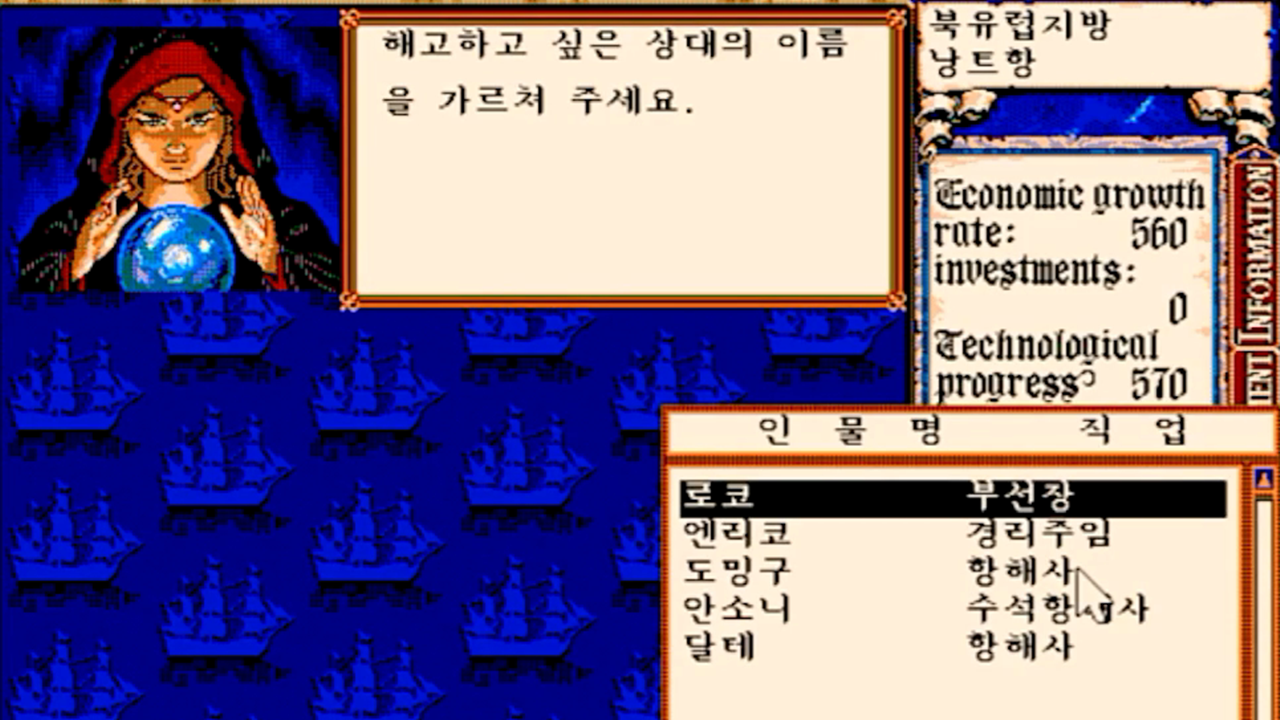 해고하고 싶은 상대의 이름
을 가르쳐 주세요.
북유럽지방
낭트항
Economic growth
rate: 560
investments:
0
Technological
progress 570
INFORMATION
인 물 명 직 업
로코 부선장
엔리코 경리주임
도밍구 항해사
안소니 수석항해사
달테 항해사